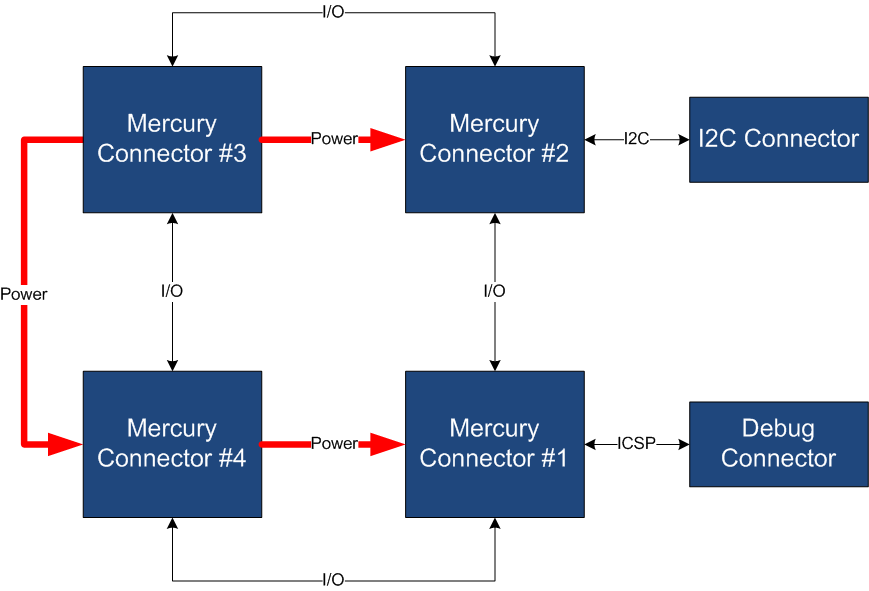 I/O
Mercury
Connector #3
Power
Mercury
Connector #2
I2C
I2C Connector
Power
I/O
I/O
Mercury
Connector #4
Power
Mercury
Connector #1
ICSP
Debug
Connector
I/O